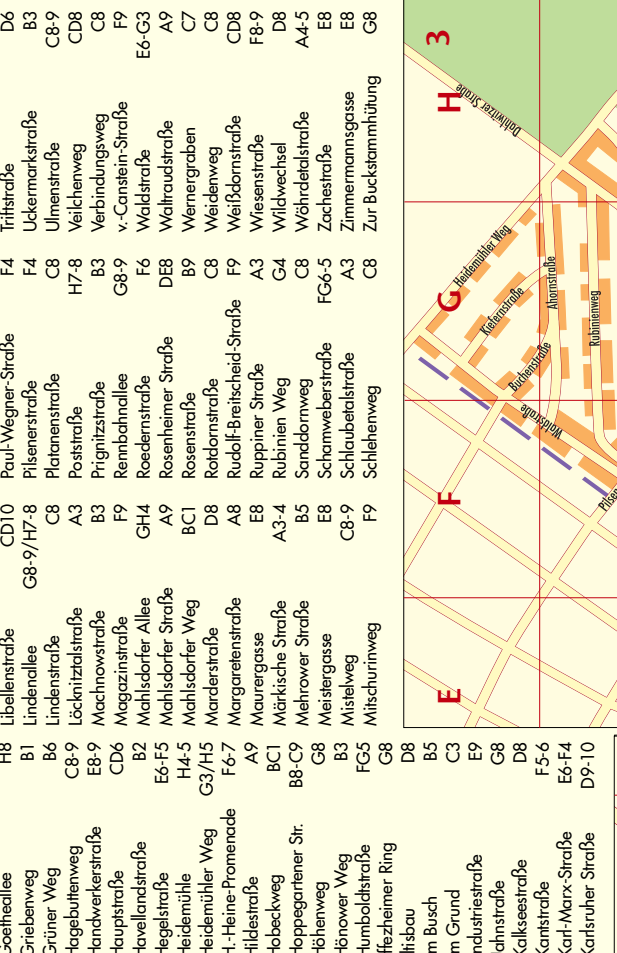 Goetheallee H8
Griebenweg B1
Grüner Weg B6
Hagebuttenweg C8-9
Handwerkerstraße E8-9
Hauptstraße CD6
Havellandstraße B2
Hegelstraße E6-F5
Heidemühle H4-5
Heidemühler Weg G3/H5
H.-Heine-Promenade F6-7
Hildestraße A9
Hobeckweg BC1
Hoppegartener Str. B8-C9
Höhenweg G8
Hönower Weg B3
Humboldtstraße FG5
Iffezheimer Ring G8
Iltisbau D8
Im Busch B5
Im Grund C3
Industriestraße E9
Jahnstraße G8
Kalkseestraße D8
Kantstraße F5-6
Karl-Marx-Straße E6-F4
Karlsruher Straße D9-10
Libellenstraße CD10
Lindenallee G8-9/H7-8
Lindenstraße C8
Löcknitztalstraße A3
Machnowstraße B3
Magazinstraße F9
Mahlsdorfer Allee GH4
Mahlsdorfer Straße A9
Mahlsdorfer Weg BC1
Marderstraße D8
Margaretenstraße A8
Maurergasse E8
Märkische Straße A3-4
Mehrower Straße B5
Meistergasse E8
Mistelweg C8-9
Mitschurinweg F9
Paul-Wegner-Straße F4
Pilsenerstraße F4
Platanenstraße C8
Poststraße H7-8
Prignitzstraße B3
Rennbahnallee G8-9
Roedernstraße F6
Rosenheimer Straße DE8
Rosenstraße B9
Rotdornstraße C8
Rudolf-Breitscheid-Straße F9
Ruppiner Straße A3
Rubinien Weg G4
Sanddornweg C8
Scharnweberstraße FG6-5
Schlaubetalstraße A3
Schlehenweg C8
Triftstraße D6
Uckermarkstraße B3
Ulmenstraße C8-9
Veilchenweg CD8
Verbindungsweg C8
v.-Canstein-Straße F9
Waldstraße E6-G3
Waltraudstraße A9
Wernergraben C7
Weidenweg C8
Weißdornstraße CD8
Wiesenstraße F8-9
Wildwechsel D8
Wöhrdetalstraße A4-5
Zachestraße E8
Zimmermannsgasse E8
Zur Buckstammhütung G8
E
F
G
H
3
Dahlwitzer Straße
Heidemühler Weg
Kiefernstraße
Ahornstraße
Buchenstraße
Rubinienweg
Waldstraße
Pilsen